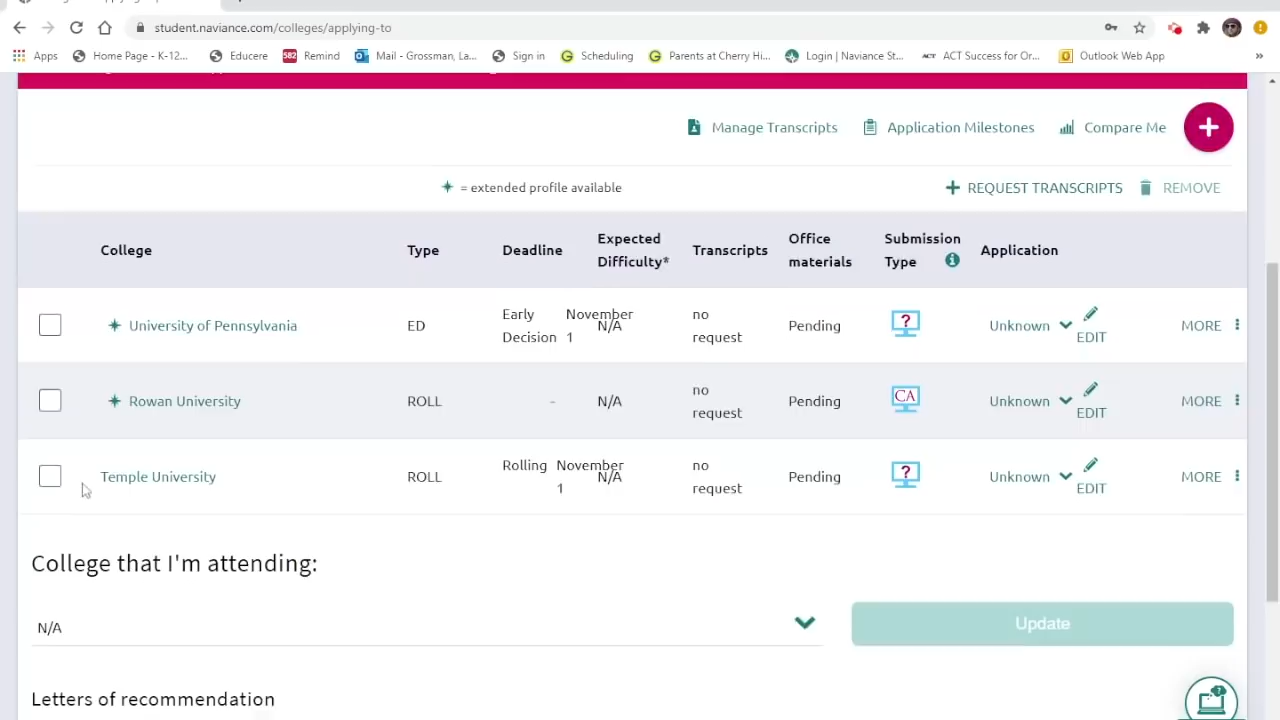 student.naviance.com/colleges/applying-to
Apps Home Page - K-12... Educere 582 Remind Mail - Grossman, La... Sign in Scheduling Parents at Cherry Hi... Login | Naviance St... ACT ACT Success for Or... Outlook Web App »
Manage Transcripts Application Milestones Compare Me +
= extended profile available + REQUEST TRANSCRIPTS REMOVE
College Type Deadline Expected Difficulty* Transcripts Office materials Submission Type Application
University of Pennsylvania ED Early Decision November 1 N/A no request Pending ? Unknown EDIT MORE
Rowan University ROLL - N/A no request Pending CA Unknown EDIT MORE
Temple University ROLL Rolling November 1 N/A no request Pending ? Unknown EDIT MORE
College that I'm attending:
N/A Update
Letters of recommendation